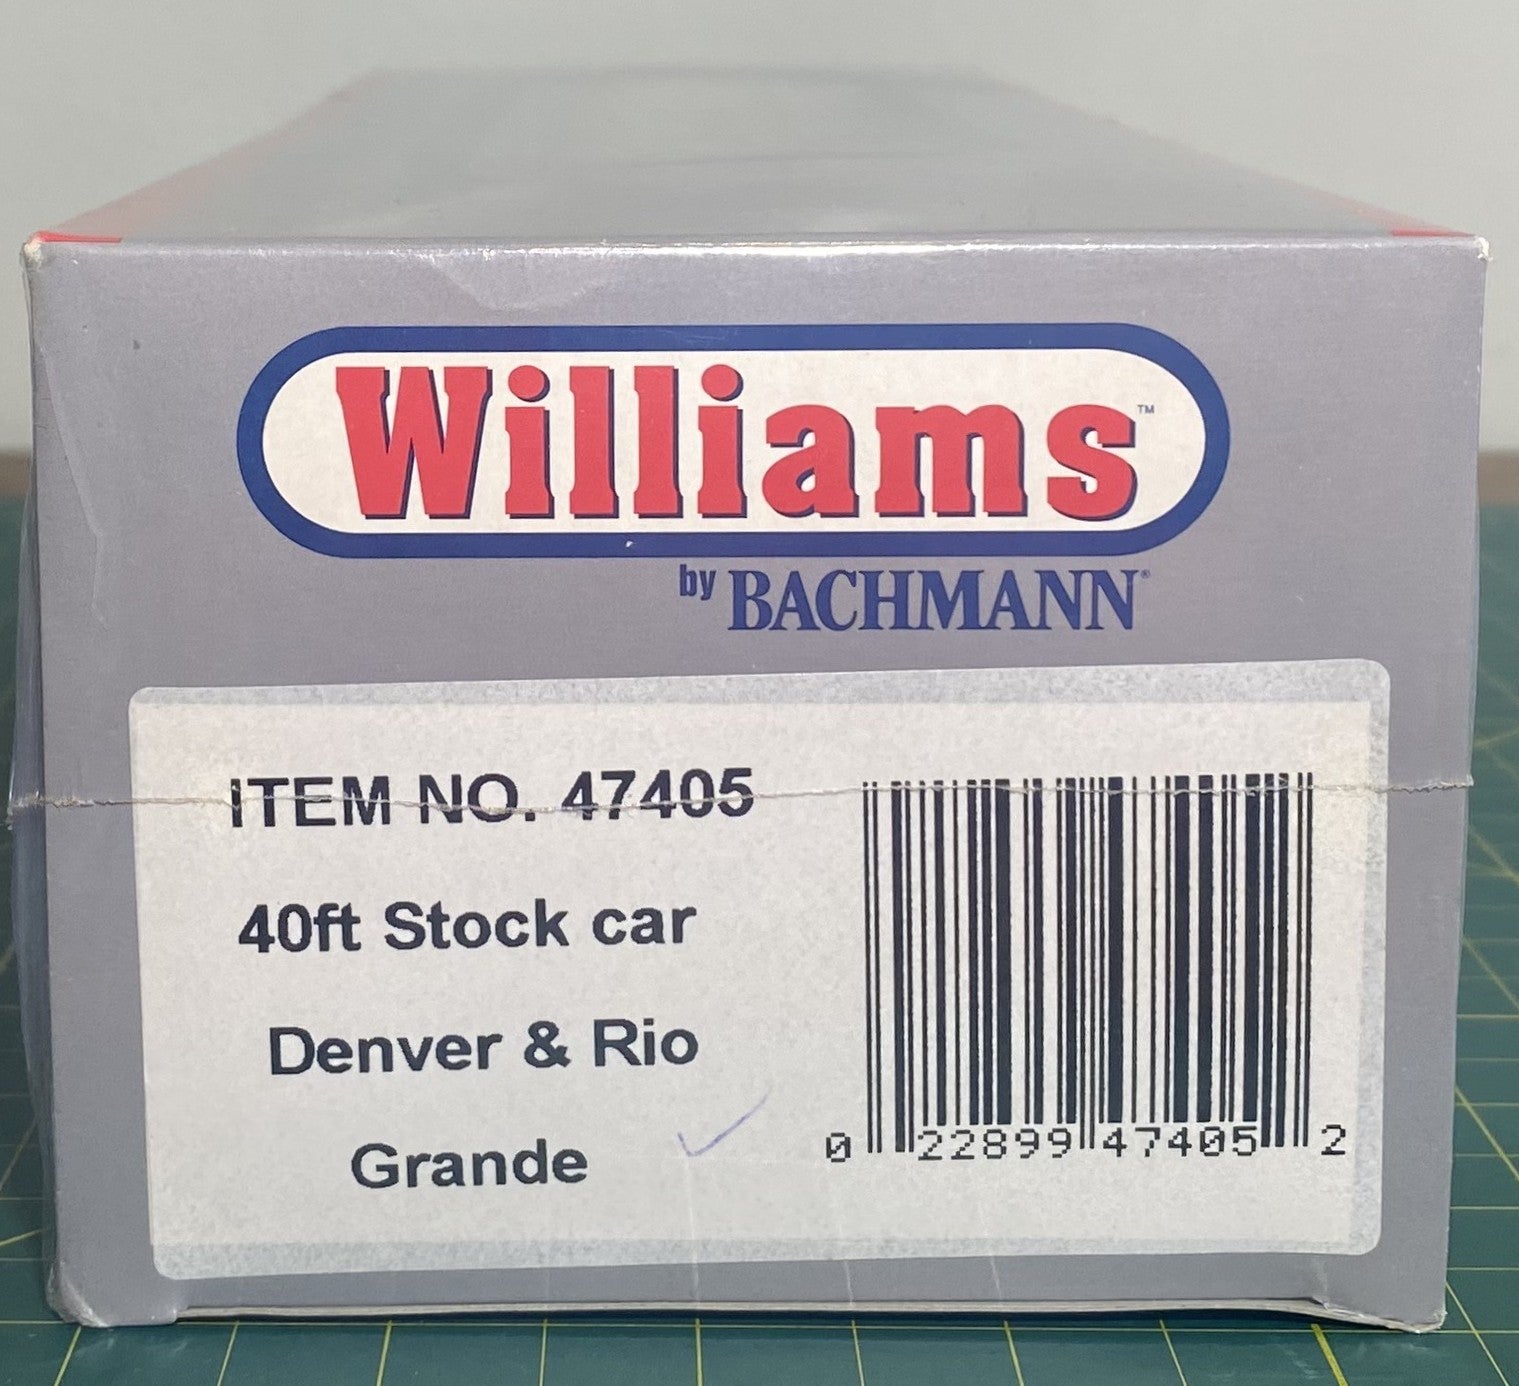 Williams™
by BACHMANN®
ITEM NO. 47405
40ft Stock car
Denver & Rio
Grande
0 22899 47405 2